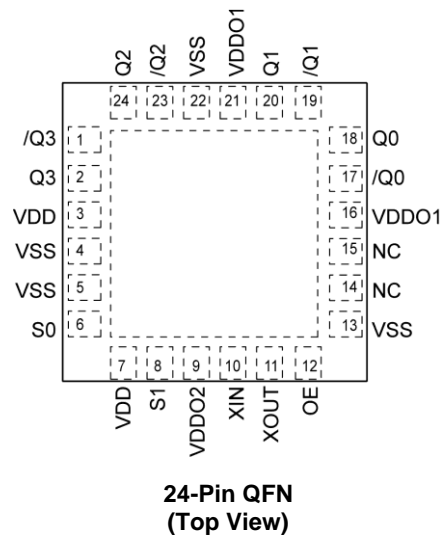 Q2
/Q2
VSS
VDDO1
Q1
/Q1
24
23
22
21
20
19
/Q3
1
18
Q0
Q3
2
17
/Q0
VDD
3
16
VDDO1
VSS
4
15
NC
VSS
5
14
NC
S0
6
13
VSS
7
8
9
10
11
12
VDD
S1
VDDO2
XIN
XOUT
OE
24-Pin QFN
(Top View)